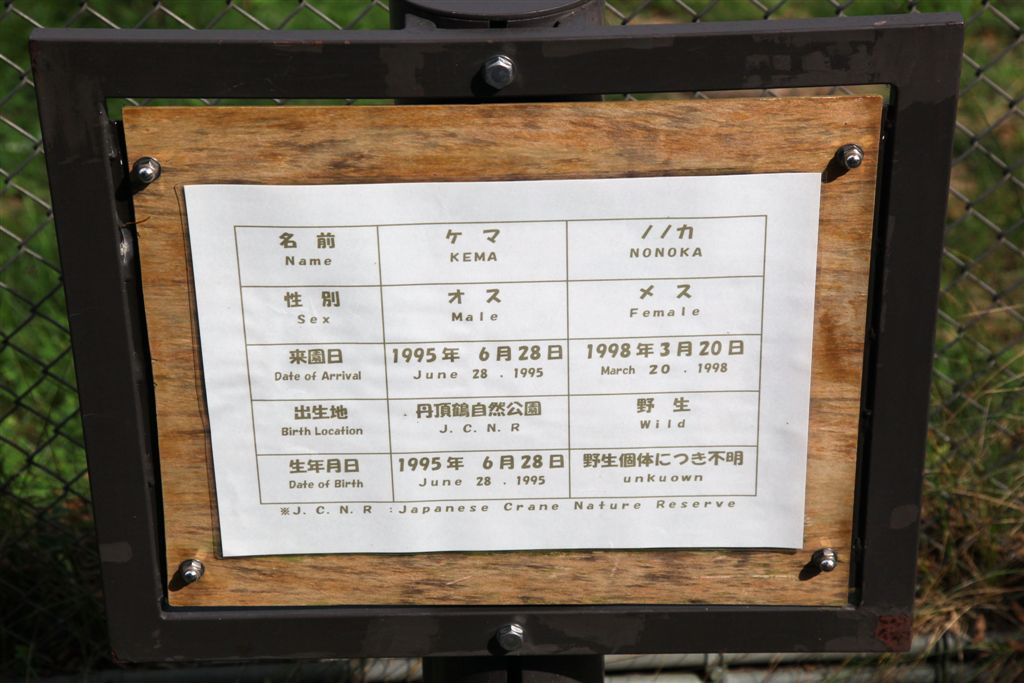 名前 ケマ ノノカ
Name KEMA NONOKA
性別 オス メス
Sex Male Female
来園日 1995年 6月28日 1998年3月20日
Date of Arrival June 28 . 1995 March 20 . 1998
出生地 丹頂鶴自然公園 野生
Birth Location J. C. N. R Wild
生年月日 1995年 6月28日 野生個体につき不明
Date of Birth June 28 . 1995 unkuown
※J. C. N. R :Japanese Crane Nature Reserve